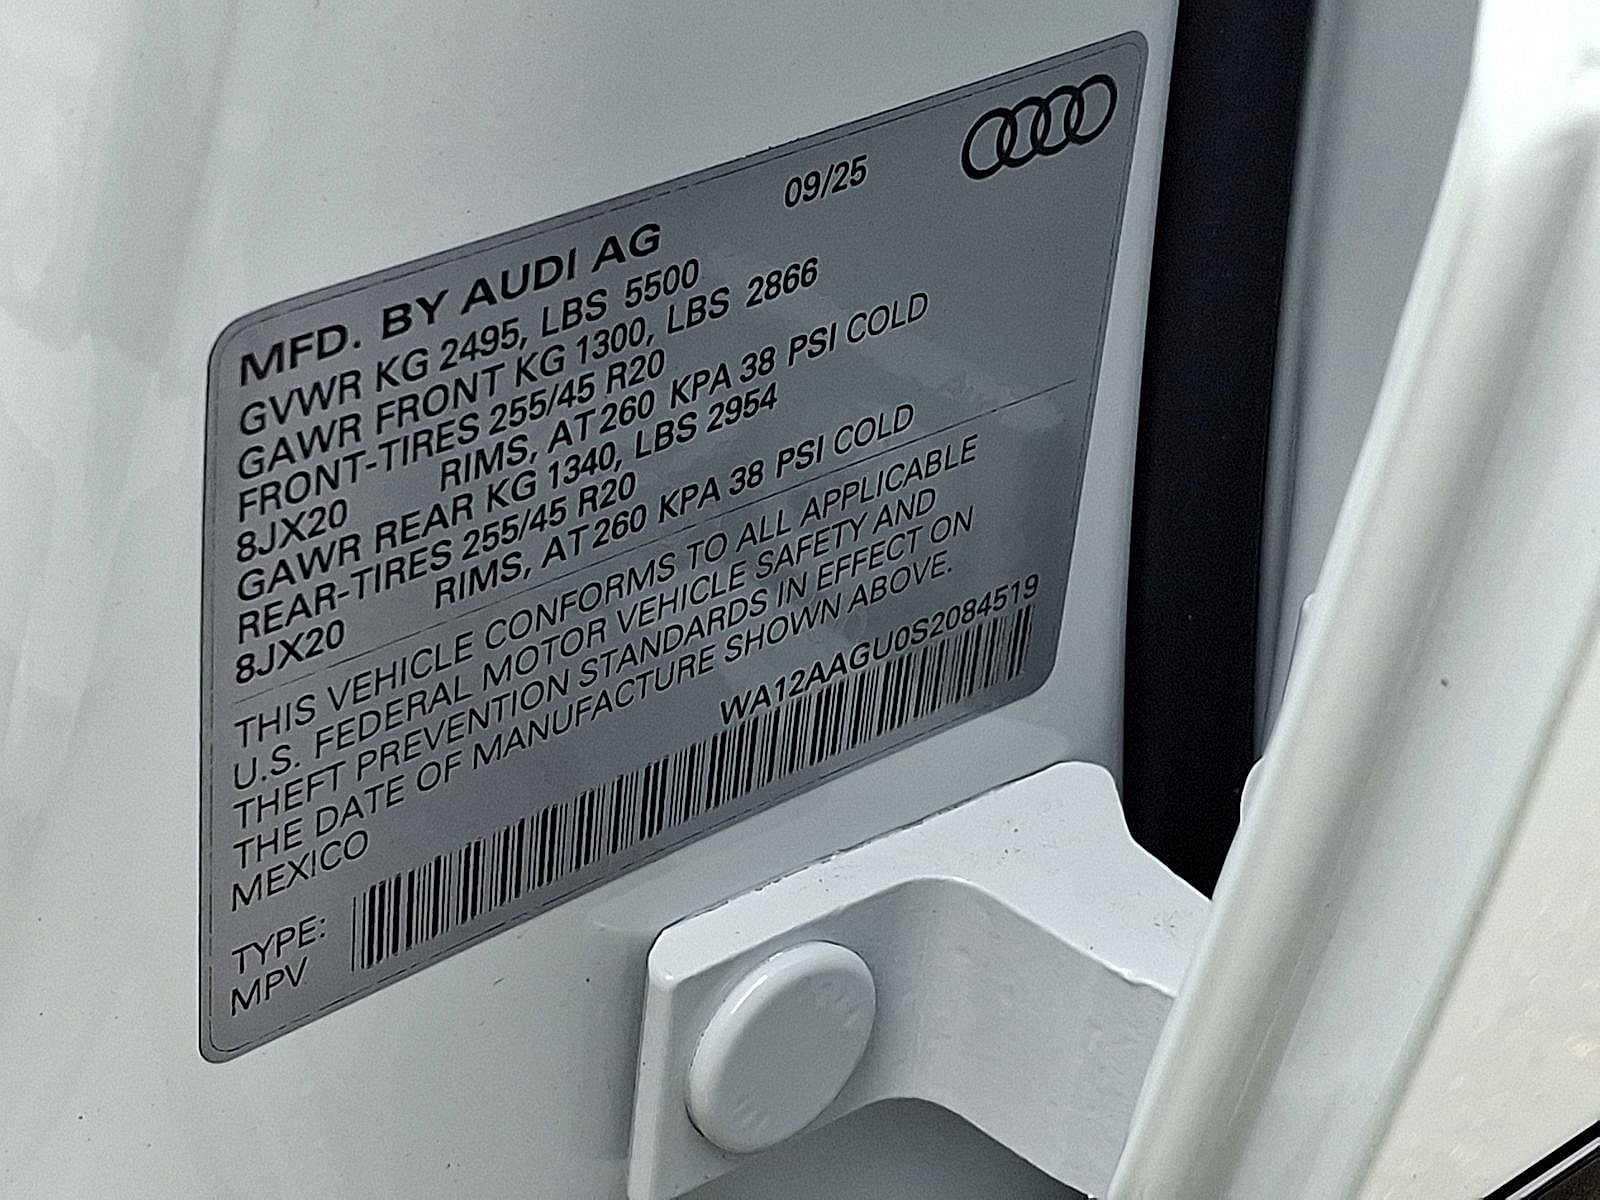 MFD. BY AUDI AG 09/25
GVWR KG 2495, LBS 5500
GAWR FRONT KG 1300, LBS 2866
FRONT-TIRES 255/45 R20
8JX20 RIMS, AT 260 KPA 38 PSI COLD
GAWR REAR KG 1340, LBS 2954
REAR-TIRES 255/45 R20
8JX20 RIMS, AT 260 KPA 38 PSI COLD
THIS VEHICLE CONFORMS TO ALL APPLICABLE
U.S. FEDERAL MOTOR VEHICLE SAFETY AND
THEFT PREVENTION STANDARDS IN EFFECT ON
THE DATE OF MANUFACTURE SHOWN ABOVE.
MEXICO WA12AAGU0S2084519
TYPE:
MPV